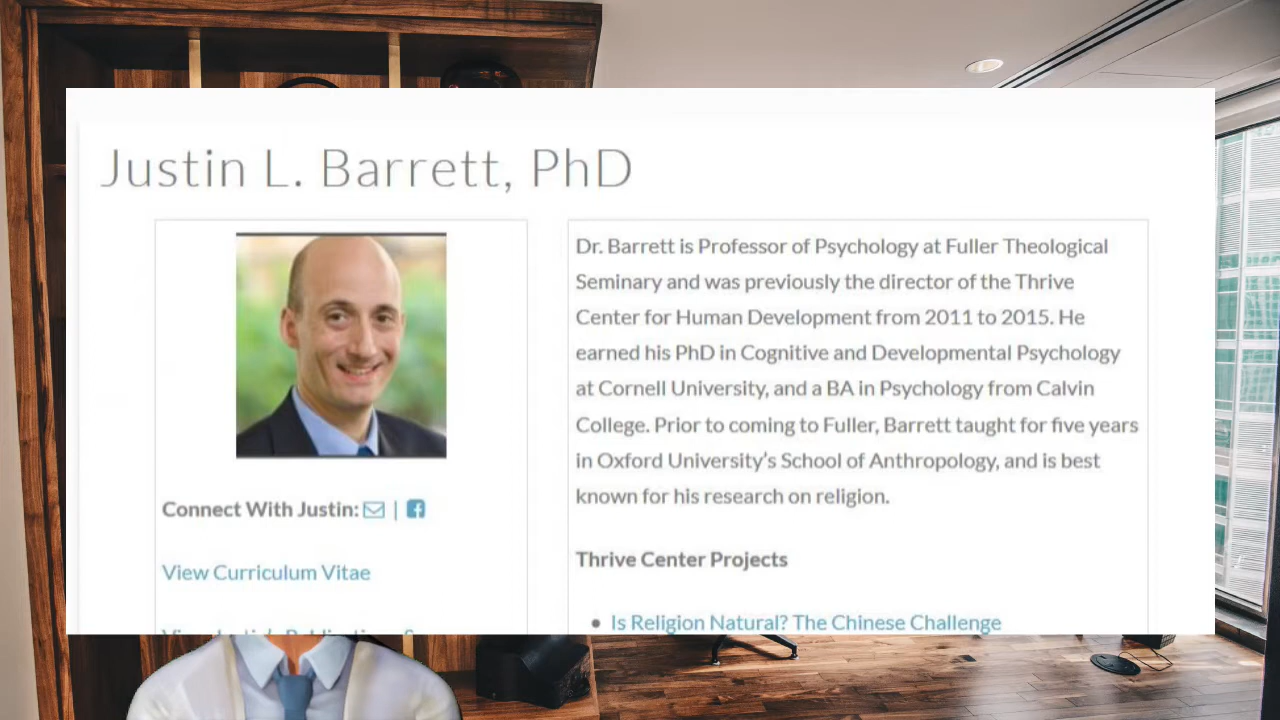 Justin L. Barrett, PhD
Connect With Justin: |
View Curriculum Vitae
Dr. Barrett is Professor of Psychology at Fuller Theological
Seminary and was previously the director of the Thrive
Center for Human Development from 2011 to 2015. He
earned his PhD in Cognitive and Developmental Psychology
at Cornell University, and a BA in Psychology from Calvin
College. Prior to coming to Fuller, Barrett taught for five years
in Oxford University's School of Anthropology, and is best
known for his research on religion.
Thrive Center Projects
• Is Religion Natural? The Chinese Challenge